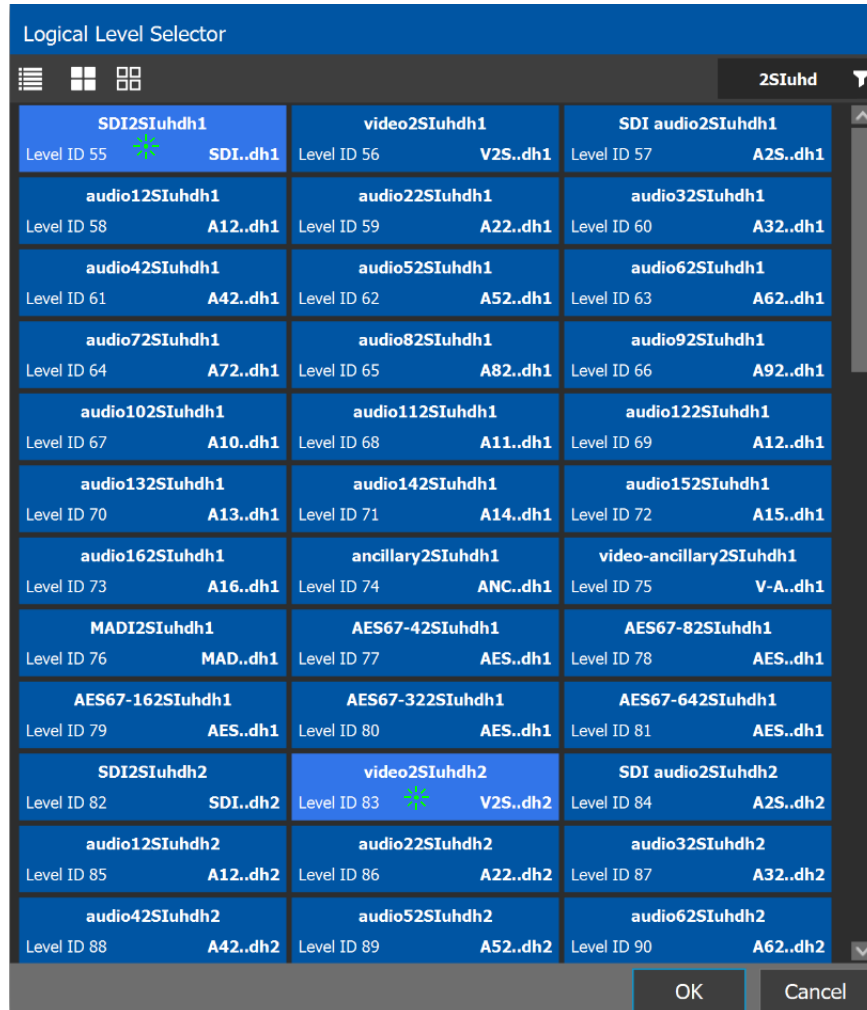 Logical Level Selector
2SIuhd
SDI2SIuhdh1 video2SIuhdh1 SDI audio2SIuhdh1
Level ID 55 SDI..dh1 Level ID 56 V2S..dh1 Level ID 57 A2S..dh1
audio12SIuhdh1 audio22SIuhdh1 audio32SIuhdh1
Level ID 58 A12..dh1 Level ID 59 A22..dh1 Level ID 60 A32..dh1
audio42SIuhdh1 audio52SIuhdh1 audio62SIuhdh1
Level ID 61 A42..dh1 Level ID 62 A52..dh1 Level ID 63 A62..dh1
audio72SIuhdh1 audio82SIuhdh1 audio92SIuhdh1
Level ID 64 A72..dh1 Level ID 65 A82..dh1 Level ID 66 A92..dh1
audio102SIuhdh1 audio112SIuhdh1 audio122SIuhdh1
Level ID 67 A10..dh1 Level ID 68 A11..dh1 Level ID 69 A12..dh1
audio132SIuhdh1 audio142SIuhdh1 audio152SIuhdh1
Level ID 70 A13..dh1 Level ID 71 A14..dh1 Level ID 72 A15..dh1
audio162SIuhdh1 ancillary2SIuhdh1 video-ancillary2SIuhdh1
Level ID 73 A16..dh1 Level ID 74 ANC..dh1 Level ID 75 V-A..dh1
MADI2SIuhdh1 AES67-42SIuhdh1 AES67-82SIuhdh1
Level ID 76 MAD..dh1 Level ID 77 AES..dh1 Level ID 78 AES..dh1
AES67-162SIuhdh1 AES67-322SIuhdh1 AES67-642SIuhdh1
Level ID 79 AES..dh1 Level ID 80 AES..dh1 Level ID 81 AES..dh1
SDI2SIuhdh2 video2SIuhdh2 SDI audio2SIuhdh2
Level ID 82 SDI..dh2 Level ID 83 V2S..dh2 Level ID 84 A2S..dh2
audio12SIuhdh2 audio22SIuhdh2 audio32SIuhdh2
Level ID 85 A12..dh2 Level ID 86 A22..dh2 Level ID 87 A32..dh2
audio42SIuhdh2 audio52SIuhdh2 audio62SIuhdh2
Level ID 88 A42..dh2 Level ID 89 A52..dh2 Level ID 90 A62..dh2
OK Cancel